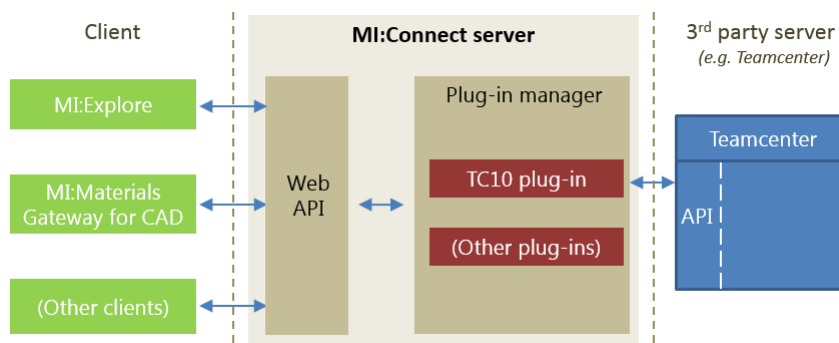 Client
MI:Explore
MI:Materials
Gateway for CAD
(Other clients)
MI:Connect server
Web
API
Plug-in manager
TC10 plug-in
(Other plug-ins)
3rd party server
(e.g. Teamcenter)
Teamcenter
API